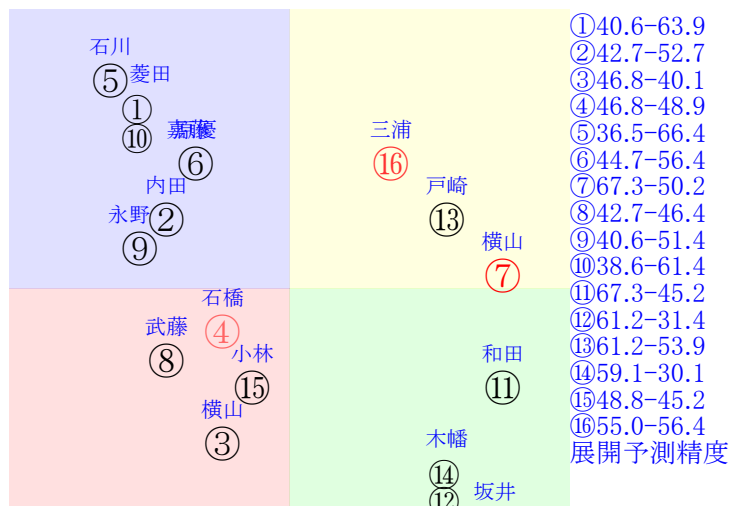 石川
⑤
菱田
①
⑩
⑥
三浦
⑯
戸崎
⑬
内田
②
永野
⑨
横山
⑦
石橋
④
武藤
⑧
小林
⑮
和田
⑪
横山
③
木幡
⑭
⑫
坂井
①40.6-63.9
②42.7-52.7
③46.8-40.1
④46.8-48.9
⑤36.5-66.4
⑥44.7-56.4
⑦67.3-50.2
⑧42.7-46.4
⑨40.6-51.4
⑩38.6-61.4
⑪67.3-45.2
⑫61.2-31.4
⑬61.2-53.9
⑭59.1-30.1
⑮48.8-45.2
⑯55.0-56.4
展開予測精度